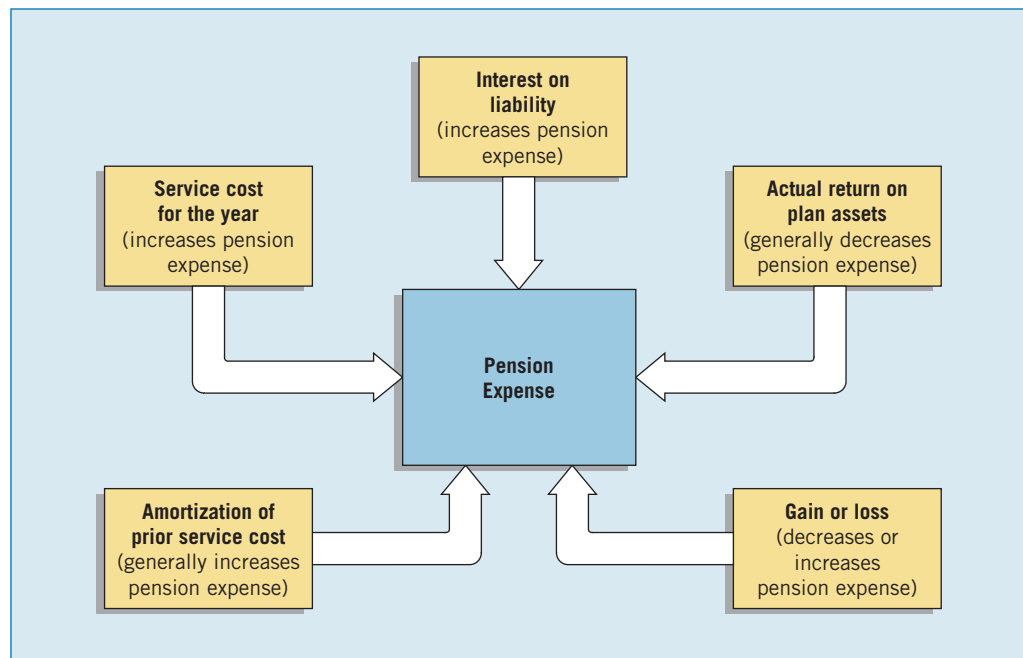 Interest on
liability
(increases pension
expense)
Service cost
for the year
(increases pension
expense)
Actual return on
plan assets
(generally decreases
pension expense)
Pension
Expense
Amortization of
prior service cost
(generally increases
pension expense)
Gain or loss
(decreases or
increases
pension expense)